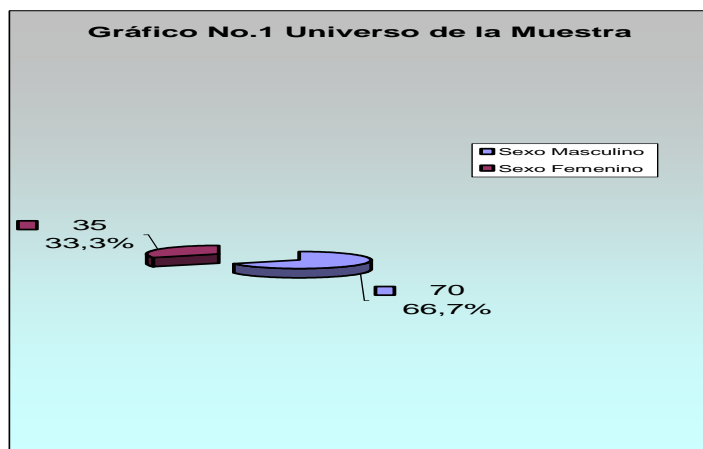 Gráfico No.1 Universo de la Muestra
Sexo Masculino
Sexo Femenino
35
33,3%
70
66,7%